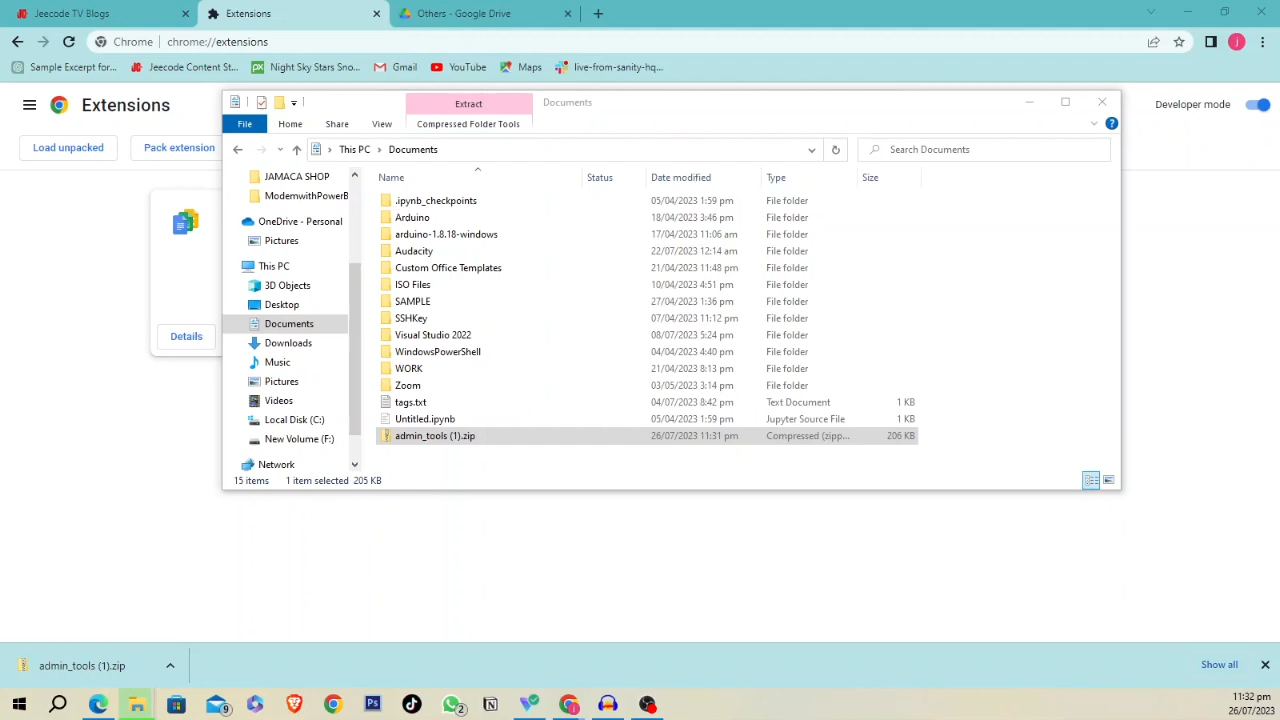 Jeecode TV Blogs
Extensions
Others - Google Drive
Chrome | chrome://extensions
Sample Excerpt for...
Jeecode Content St...
Night Sky Stars Sno...
Gmail
YouTube
Maps
live-from-sanity-hq...
Extensions
Developer mode
Load unpacked
Pack extension
Details
Extract
Documents
File
Home
Share
View
Compressed Folder Tools
This PC
Documents
Search Documents
JAMACA SHOP
ModernwithPowerB
OneDrive - Personal
Pictures
This PC
3D Objects
Desktop
Documents
Downloads
Music
Pictures
Videos
Local Disk (C:)
New Volume (F:)
Network
Name Status Date modified Type Size
.ipynb_checkpoints 05/04/2023 1:59 pm File folder
Arduino 18/04/2023 3:46 pm File folder
arduino-1.8.18-windows 17/04/2023 11:06 am File folder
Audacity 22/07/2023 12:14 am File folder
Custom Office Templates 21/04/2023 11:48 pm File folder
ISO Files 10/04/2023 4:51 pm File folder
SAMPLE 27/04/2023 1:36 pm File folder
SSHKey 07/04/2023 11:12 pm File folder
Visual Studio 2022 08/07/2023 5:24 pm File folder
WindowsPowerShell 04/04/2023 4:40 pm File folder
WORK 21/04/2023 8:13 pm File folder
Zoom 03/05/2023 3:14 pm File folder
tags.txt 04/07/2023 8:42 pm Text Document 1 KB
Untitled.ipynb 05/04/2023 1:59 pm Jupyter Source File 1 KB
admin_tools (1).zip 26/07/2023 11:31 pm Compressed (zipp... 206 KB
15 items 1 item selected 205 KB
admin_tools (1).zip
Show all
11:32 pm
26/07/2023